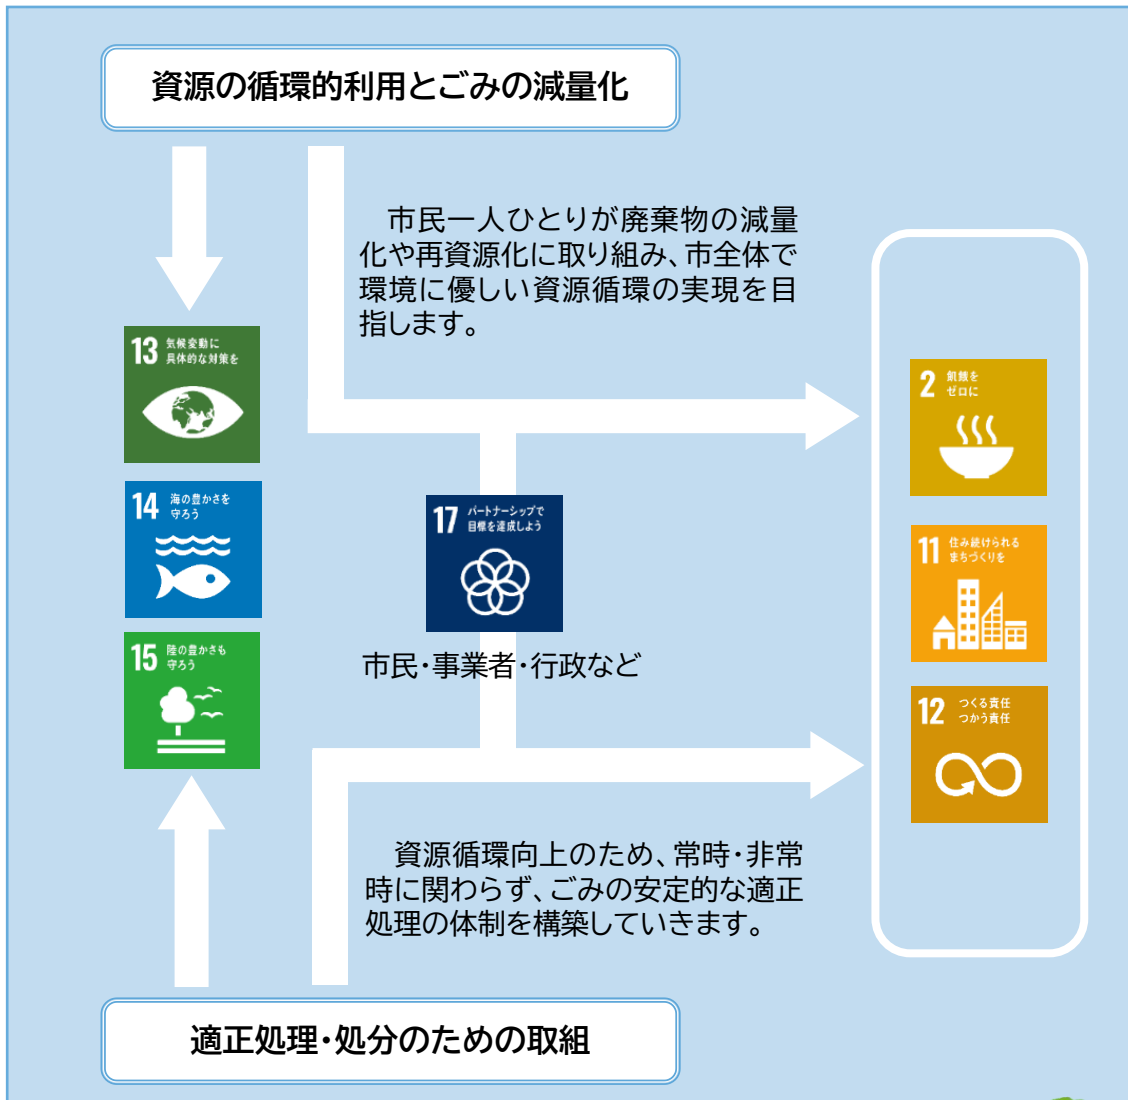 資源の循環的利用とごみの減量化
市民一人ひとりが廃棄物の減量
化や再資源化に取り組み、市全体で
環境に優しい資源循環の実現を目
指します。
13 気候変動に
具体的な対策を
14 海の豊かさを
守ろう
15 陸の豊かさも
守ろう
17 パートナーシップで
目標を達成しよう
市民・事業者・行政など
2 飢餓を
ゼロに
11 住み続けられる
まちづくりを
12 つくる責任
つかう責任
資源循環向上のため、常時・非常
時に関わらず、ごみの安定的な適正
処理の体制を構築していきます。
適正処理・処分のための取組